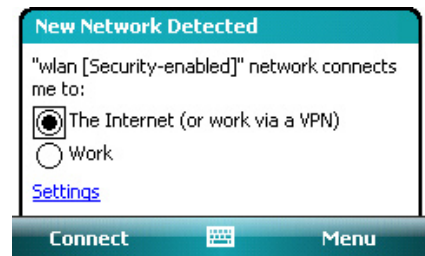 New Network Detected
"wlan [Security-enabled]" network connects
me to:
The Internet (or work via a VPN)
Work
Settings
Connect
Menu